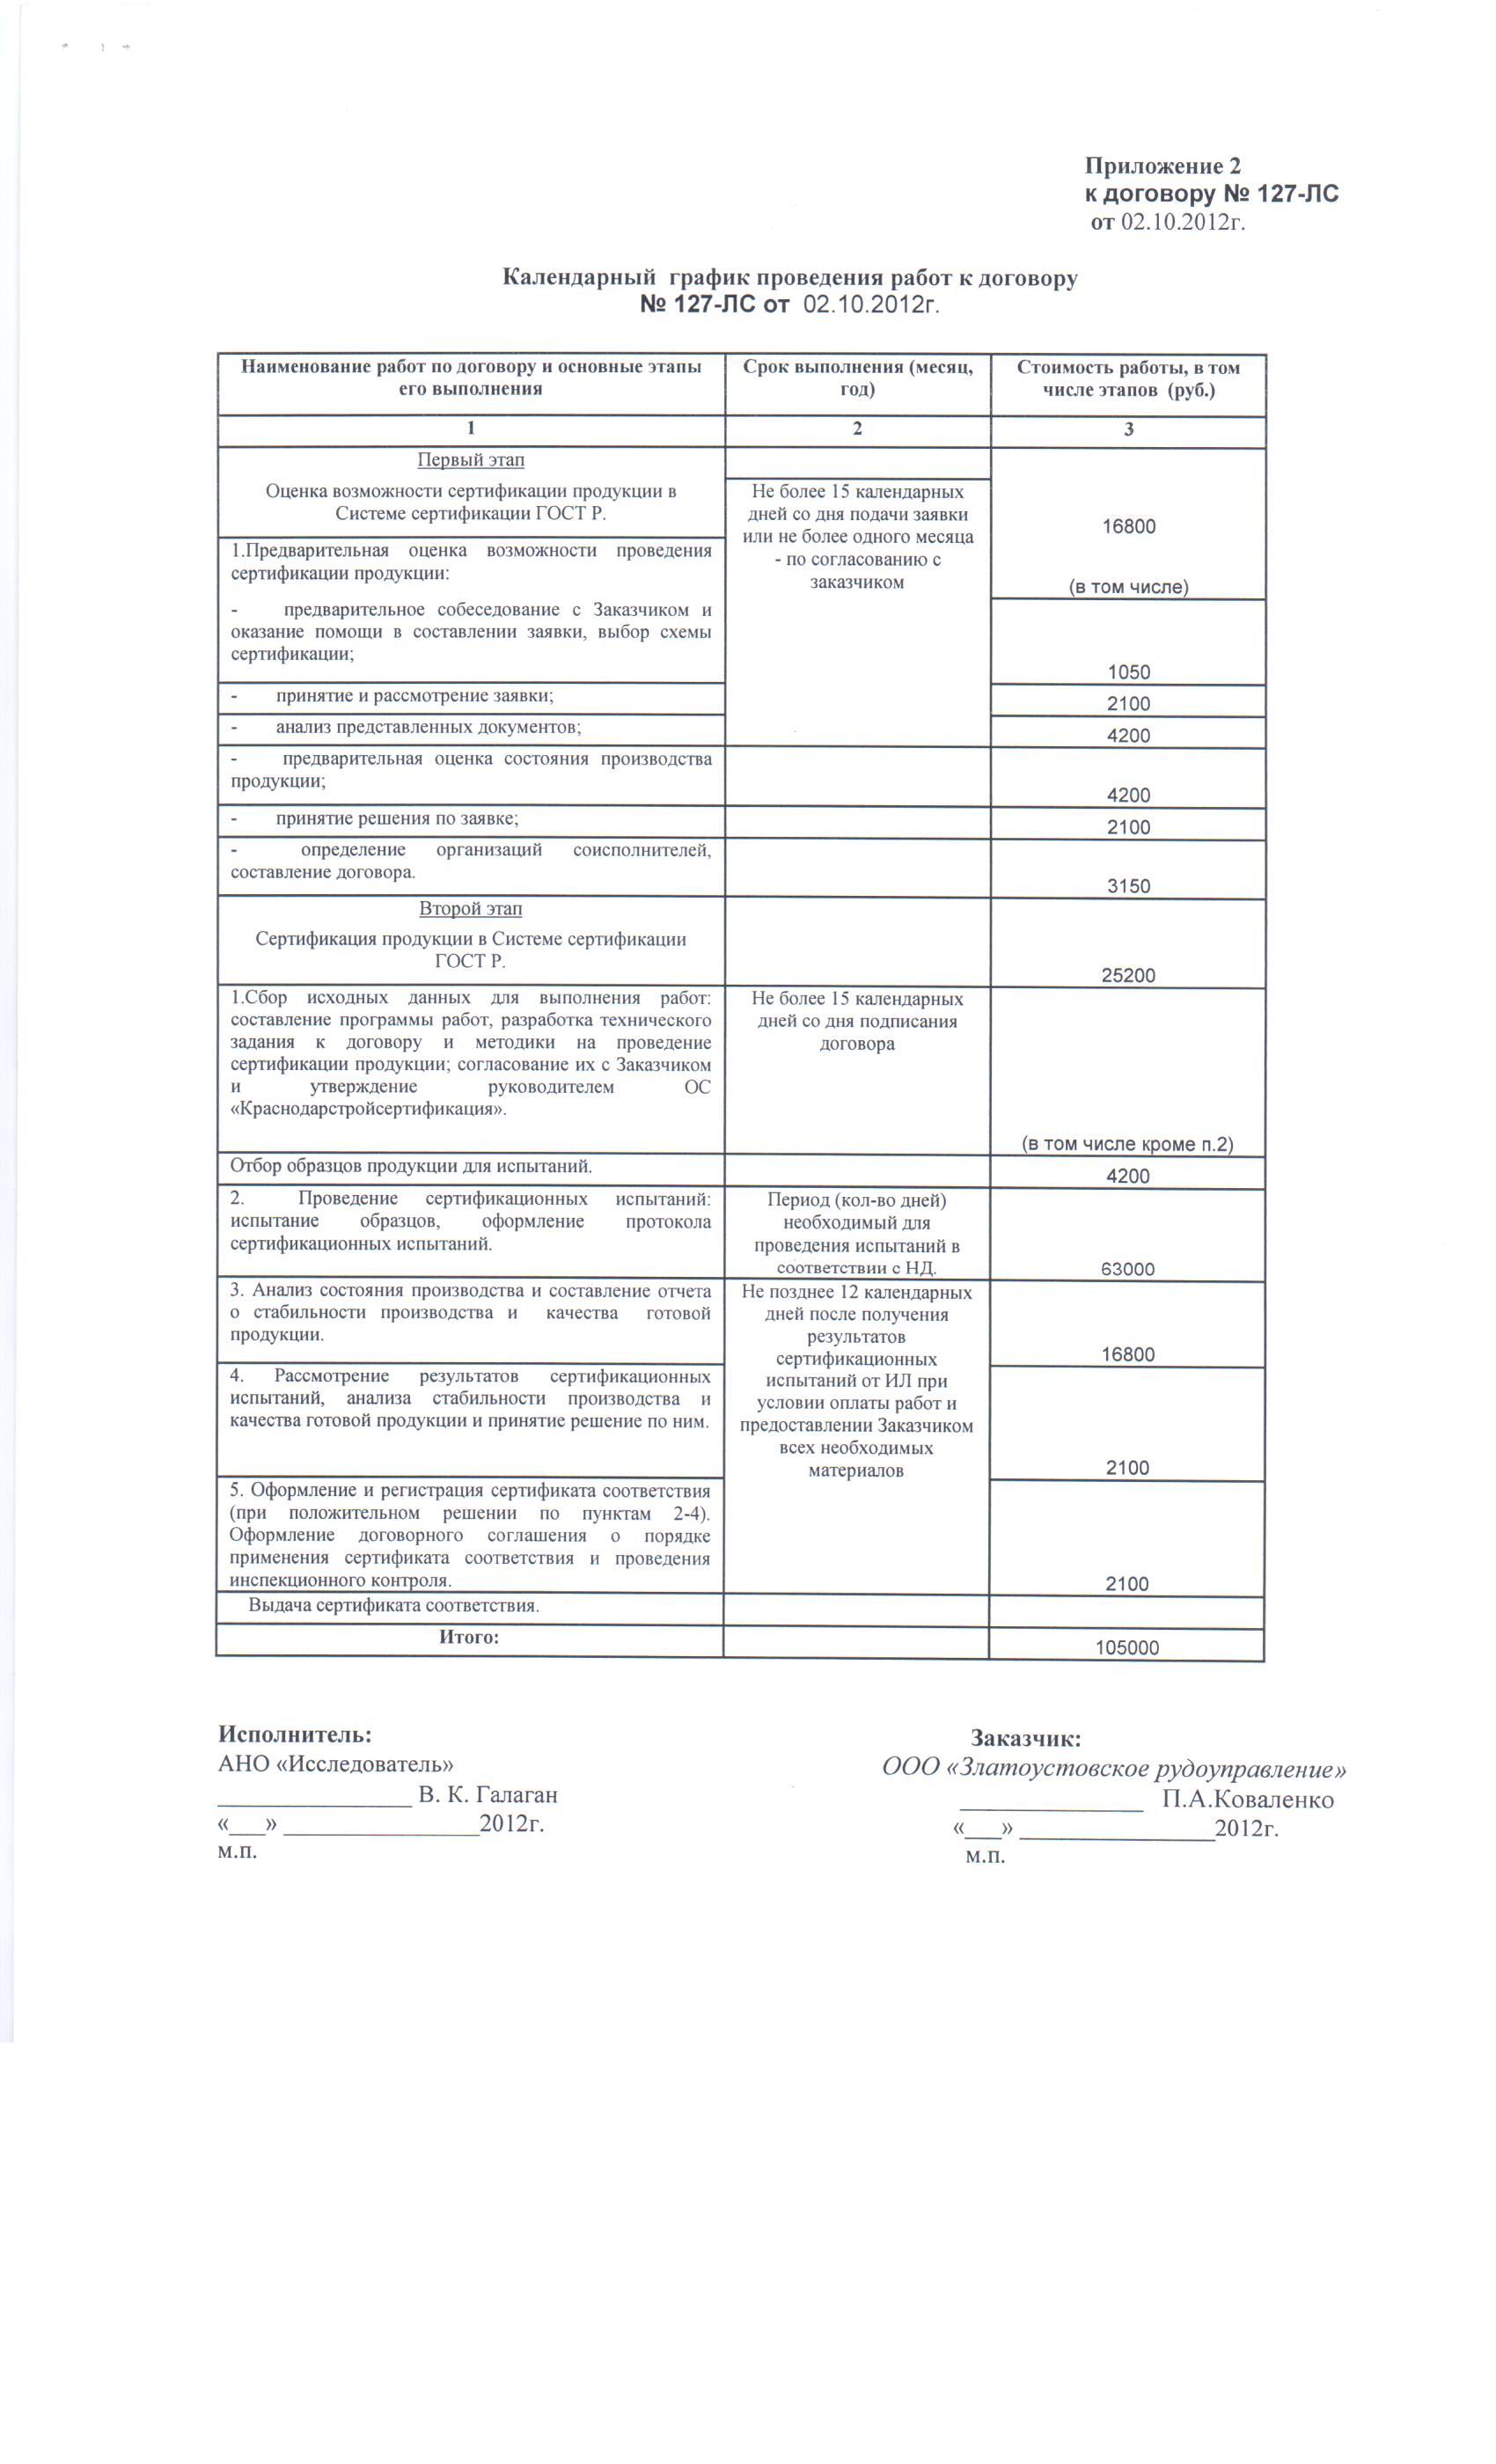 Приложение 2
к договору № 127-ЛС
от 02.10.2012г.
Календарный график проведения работ к договору
№ 127-ЛС от 02.10.2012г.
Наименование работ по договору и основные этапы
его выполнения
Срок выполнения (месяц,
год)
Стоимость работы, в том
числе этапов (руб.)
1
2
3
Первый этап
Оценка возможности сертификации продукции в
Системе сертификации ГОСТ Р.
Не более 15 календарных
дней со дня подачи заявки
или не более одного месяца
- по согласованию с
заказчиком
16800
(в том числе)
1.Предварительная оценка возможности проведения
сертификации продукции:
- предварительное собеседование с Заказчиком и
оказание помощи в составлении заявки, выбор схемы
сертификации;
1050
- принятие и рассмотрение заявки;
2100
- анализ представленных документов;
4200
- предварительная оценка состояния производства
продукции;
4200
- принятие решения по заявке;
2100
- определение организаций соисполнителей,
составление договора.
3150
Второй этап
Сертификация продукции в Системе сертификации
ГОСТ Р.
25200
1.Сбор исходных данных для выполнения работ:
составление программы работ, разработка технического
задания к договору и методики на проведение
сертификации продукции; согласование их с Заказчиком
и утверждение руководителем ОС
«Краснодарстройсертификация».
Не более 15 календарных
дней со дня подписания
договора
(в том числе кроме п.2)
Отбор образцов продукции для испытаний.
4200
2. Проведение сертификационных испытаний:
испытание образцов, оформление протокола
сертификационных испытаний.
Период (кол-во дней)
необходимый для
проведения испытаний в
соответствии с НД.
63000
3. Анализ состояния производства и составление отчета
о стабильности производства и качества готовой
продукции.
Не позднее 12 календарных
дней после получения
результатов
сертификационных
испытаний от ИЛ при
условии оплаты работ и
предоставлении Заказчиком
всех необходимых
материалов
16800
4. Рассмотрение результатов сертификационных
испытаний, анализа стабильности производства и
качества готовой продукции и принятие решение по ним.
2100
5. Оформление и регистрация сертификата соответствия
(при положительном решении по пунктам 2-4).
Оформление договорного соглашения о порядке
применения сертификата соответствия и проведения
инспекционного контроля.
2100
Выдача сертификата соответствия.
Итого:
105000
Исполнитель:
АНО «Исследователь»
________________ В. К. Галаган
«___» ________________2012г.
м.п.
Заказчик:
ООО «Златоустовское рудоуправление»
_______________ П.А.Коваленко
«___» ________________2012г.
м.п.